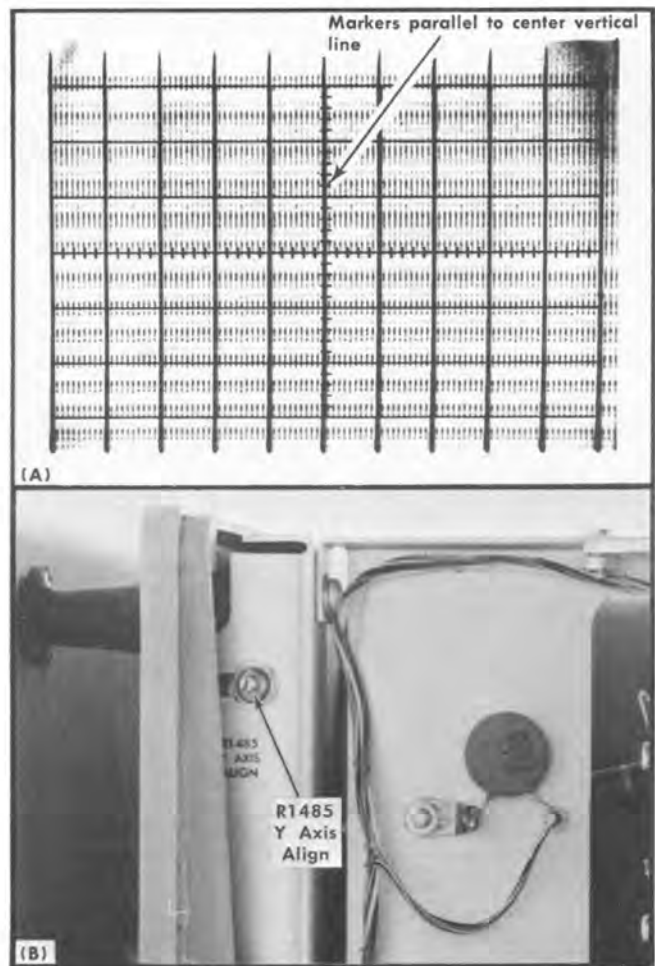 Markers parallel to center vertical
line
(A)
R1485
Y AXIS
ALIGN
R1485
Y Axis
Align
(B)